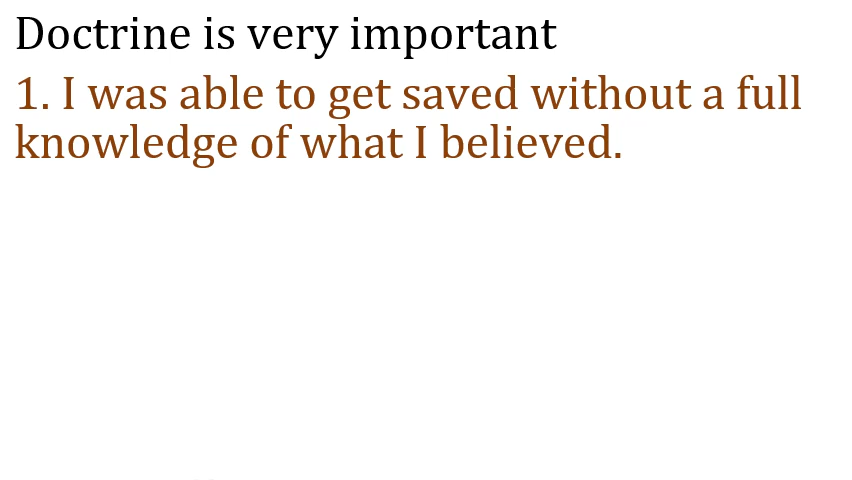 Doctrine is very important
1. I was able to get saved without a full
knowledge of what I believed.